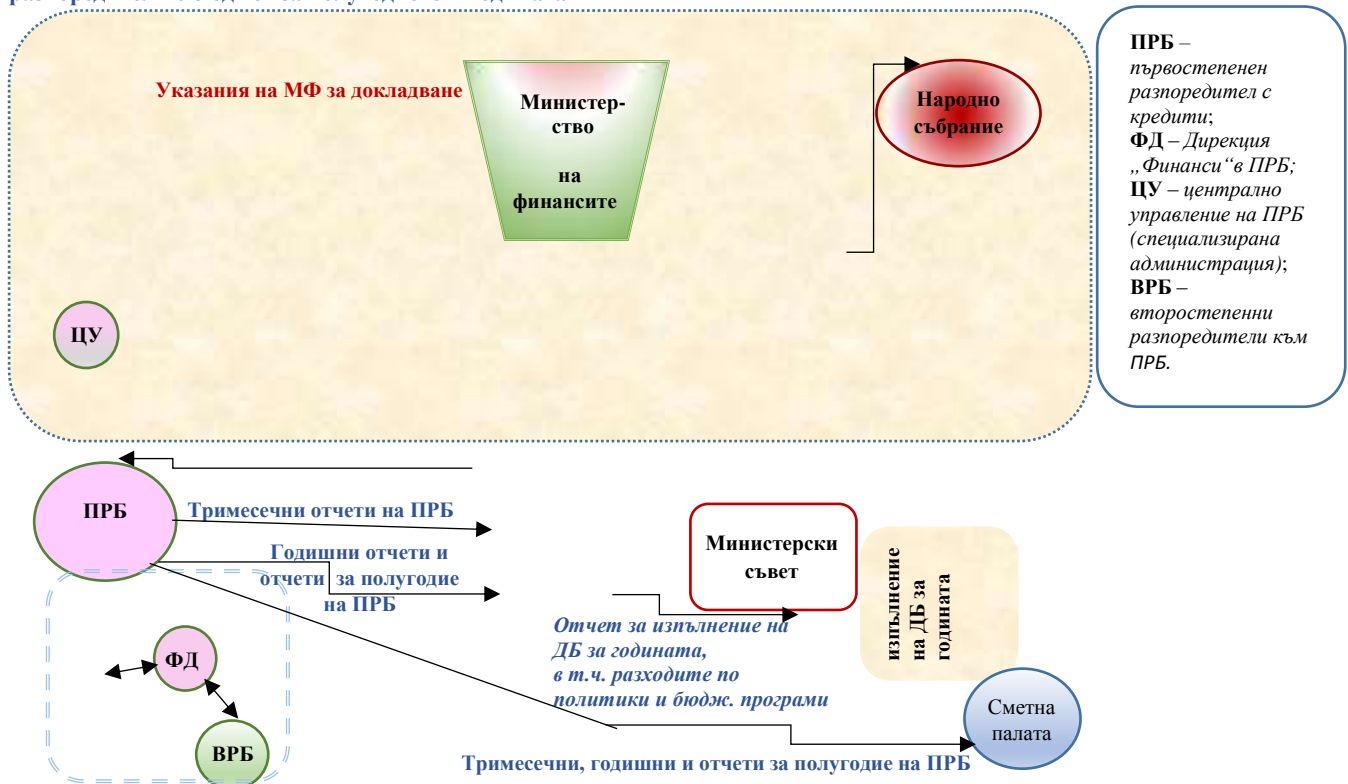 Указания на МФ за докладване
Министер-
ство
на
финансите
Народно
събрание
ПРБ –
първостепенен
разпоредител с
кредити;
ФД – Дирекция
„Финанси“в ПРБ;
ЦУ – централно
управление на ПРБ
(специализирана
администрация);
ВРБ –
второстепенни
разпоредители към
ПРБ.
ЦУ
ПРБ
Тримесечни отчети на ПРБ
Годишни отчети и
отчети за полугодие
на ПРБ
Министерски
съвет
изпълнение
на ДБ за
годината
Отчет за изпълнение на
ДБ за годината,
в т.ч. разходите по
политики и бюдж. програми
ФД
ВРБ
Сметна
палата
Тримесечни, годишни и отчети за полугодие на ПРБ